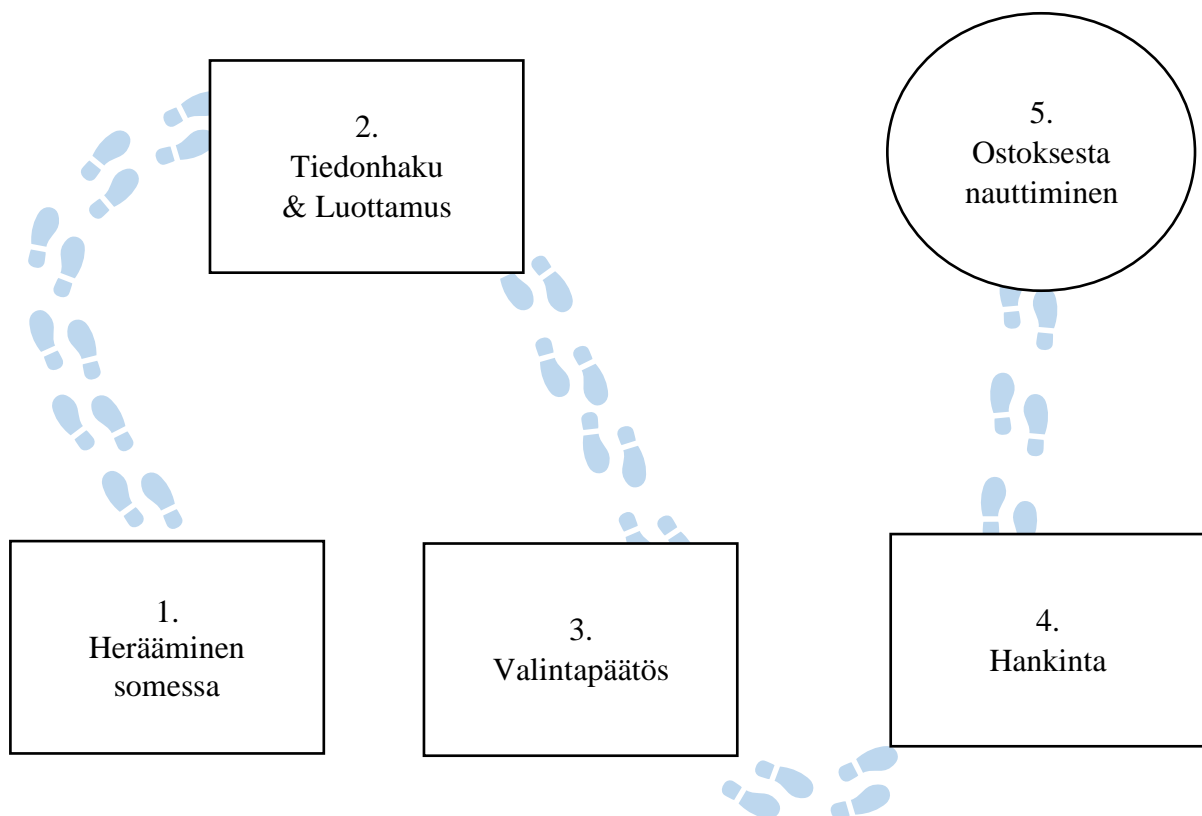 1.
Herääminen
somessa
2.
Tiedonhaku
& Luottamus
3.
Valintapäätös
4.
Hankinta
5.
Ostoksesta
nauttiminen